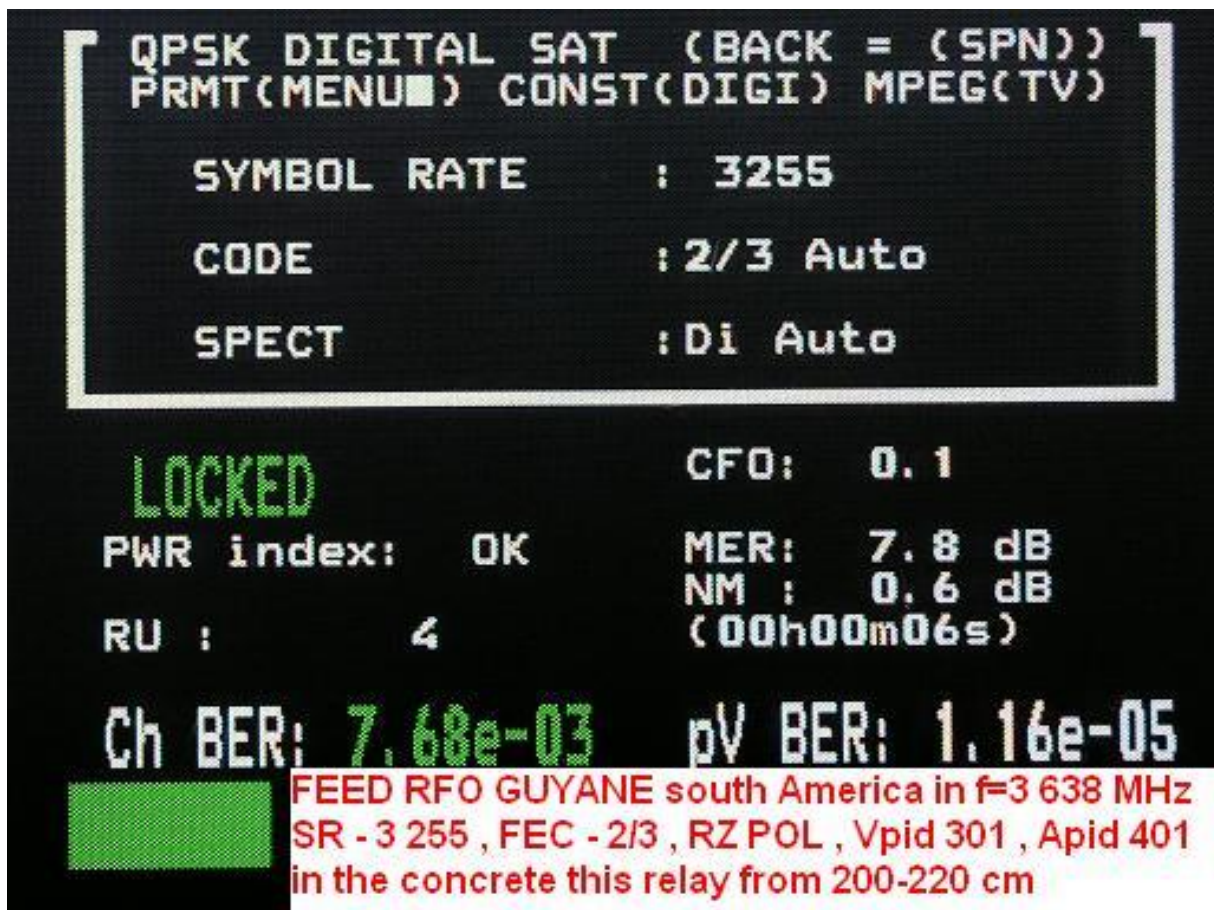 QPSK DIGITAL SAT (BACK = (SPN))
PRMT(MENU■) CONST(DIGI) MPEG(TV)
SYMBOL RATE : 3255
CODE :2/3 Auto
SPECT :Di Auto
LOCKED
CFO: 0.1
PWR index: OK
MER: 7.8 dB
NM : 0.6 dB
RU : 4
(00h00m06s)
Ch BER: 7.68e-03
pV BER: 1.16e-05
FEED RFO GUYANE south America in f=3 638 MHz
SR - 3 255 , FEC - 2/3 , RZ POL , Vpid 301 , Apid 401
in the concrete this relay from 200-220 cm